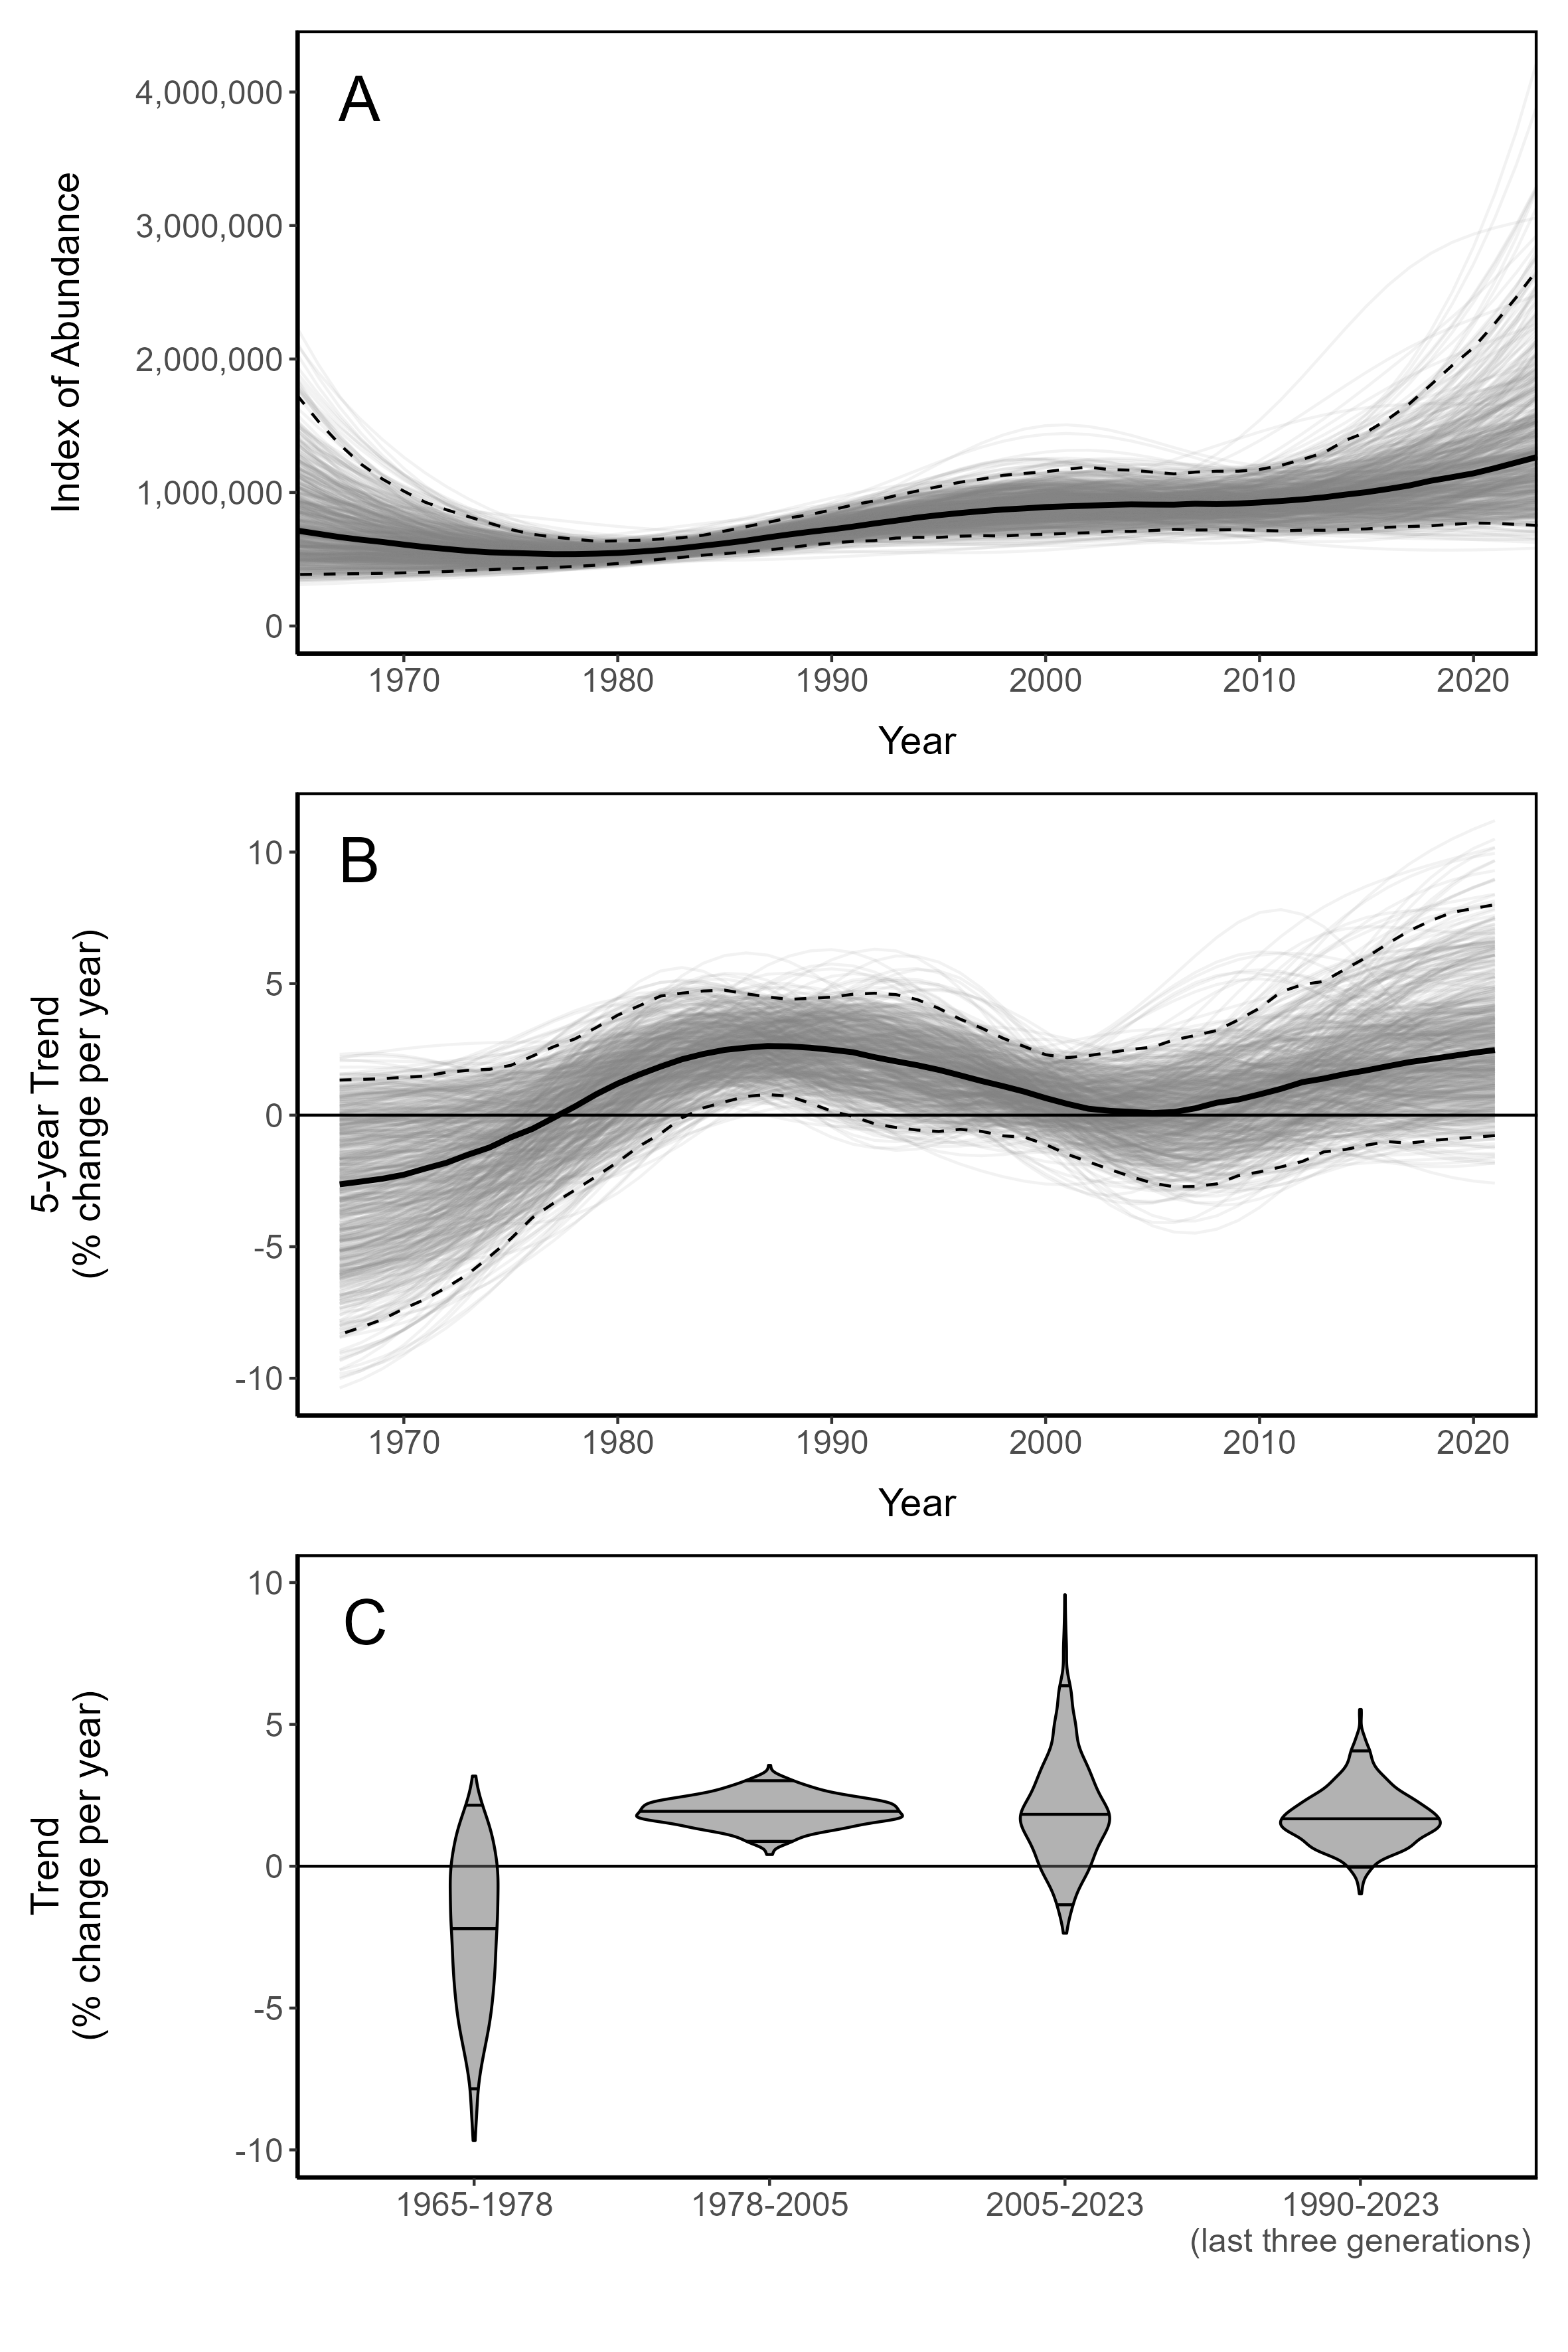 A
4,000,000
3,000,000
2,000,000
1,000,000
0
Index of Abundance
1970 1980 1990 2000 2010 2020
Year
B
10
5
0
-5
-10
5-year Trend
(% change per year)
1970 1980 1990 2000 2010 2020
Year
C
10
5
0
-5
-10
Trend
(% change per year)
1965-1978 1978-2005 2005-2023 1990-2023
(last three generations)